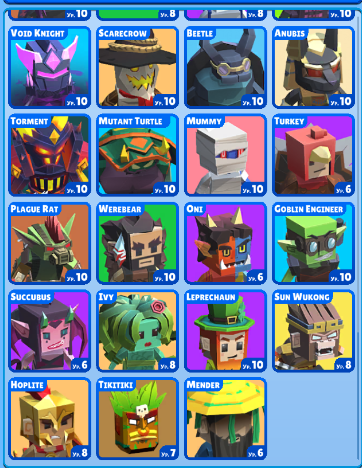 Ур.10 Ур.8 Ур.8 Ур.10
VOID KNIGHT SCARECROW BEETLE ANUBIS
Ур.10 Ур.10 Ур.10 Ур.10
TORMENT MUTANT TURTLE MUMMY TURKEY
Ур.10 Ур.10 Ур.10 Ур.6
PLAGUE RAT WEREBEAR ONI GOBLIN ENGINEER
Ур.10 Ур.10 Ур.6 Ур.10
SUCCUBUS IVY LEPRECHAUN SUN WUKONG
Ур.6 Ур.8 Ур.10 Ур.8
HOPLITE TIKITIKI MENDER
Ур.8 Ур.7 Ур.6